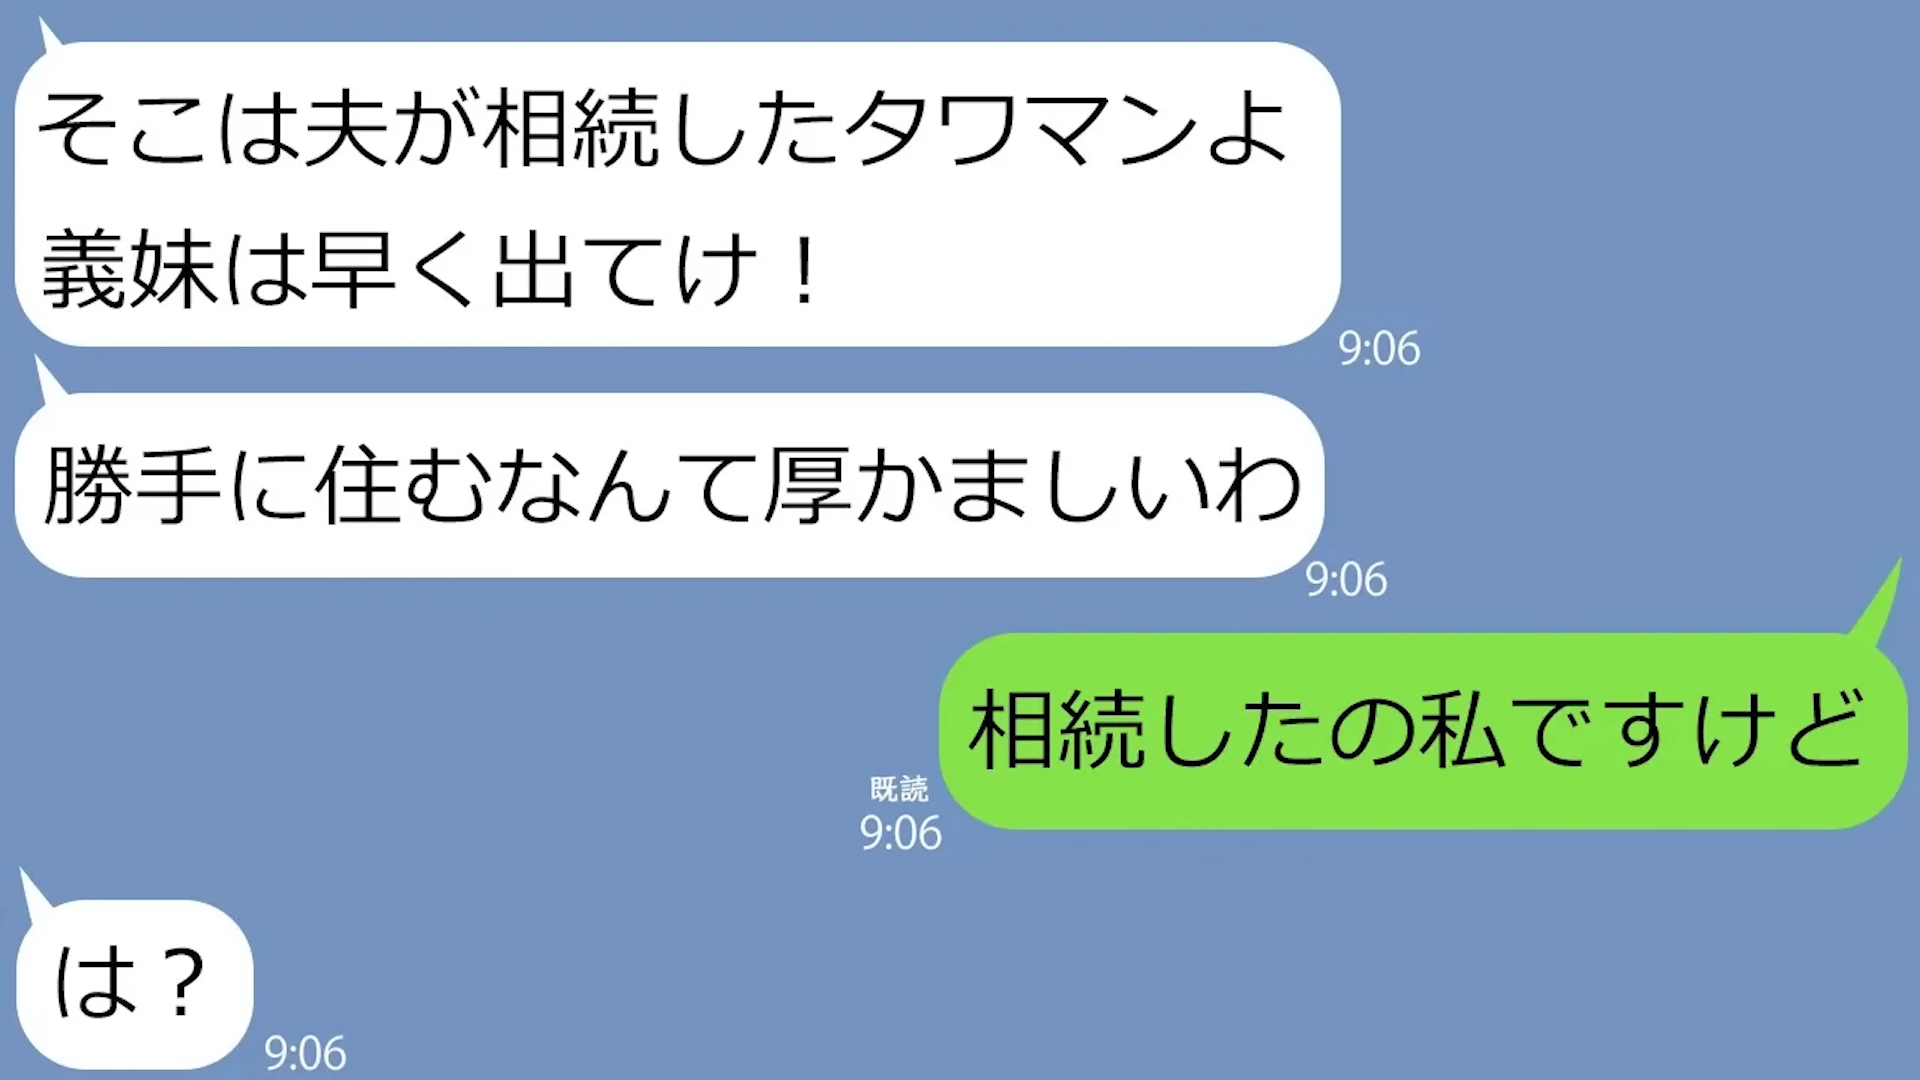 そこは夫が相続したタワマンよ
義妹は早く出てけ！
9:06
勝手に住むなんて厚かましいわ
9:06
相続したの私ですけど
既読
9:06
は？
9:06